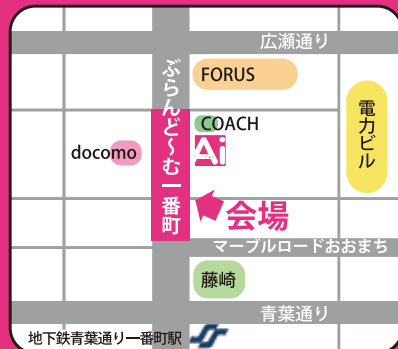 広瀬通り
FORUS
ぶらんど～む一番町
COACH
Ai
docomo
電力ビル
会場
マーブルロードおおまち
藤崎
青葉通り
地下鉄青葉通り一番町駅